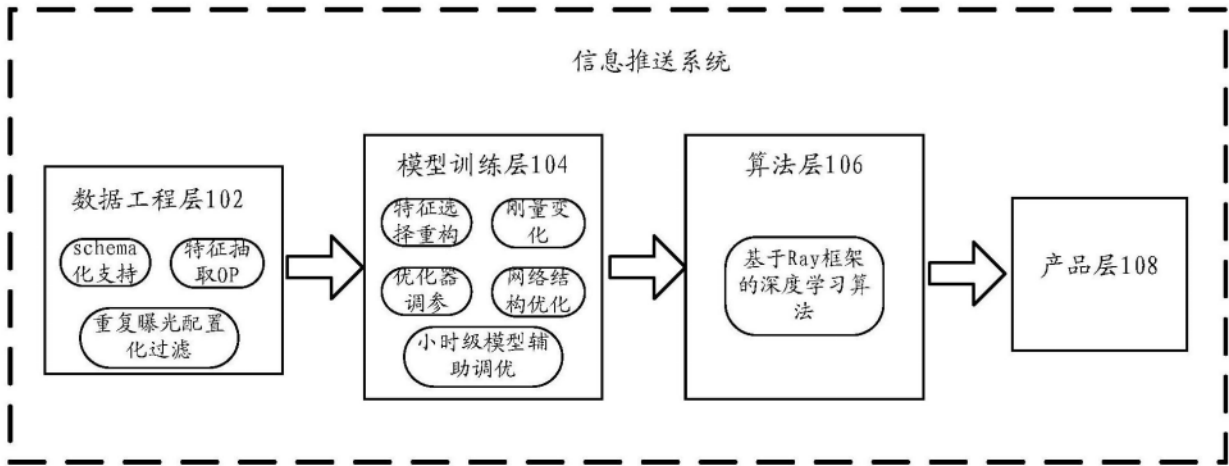 信息推送系统
数据工程层102
schema
化支持
特征抽
取OP
重复曝光配置
化过滤
模型训练层104
特征选
择重构
刚量变
化
优化器
调参
网络结
构优化
小时级模型辅
助调优
算法层106
基于Ray框架
的深度学习算
法
产品层108